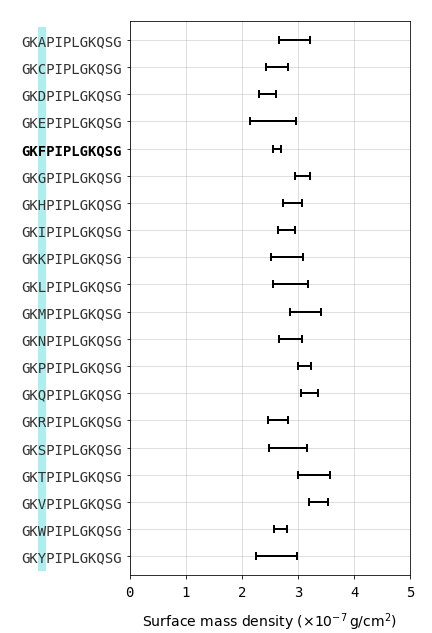 GKAPIPLGKQSG
GKCPIPLGKQSG
GKDPIPLGKQSG
GKEPIPLGKQSG
GKFPIPLGKQSG
GKGPIPLGKQSG
GKHPIPLGKQSG
GKIPIPLGKQSG
GKKPIPLGKQSG
GKLPIPLGKQSG
GKMPIPLGKQSG
GKNPIPLGKQSG
GKPPIPLGKQSG
GKQPIPLGKQSG
GKRPIPLGKQSG
GKSPIPLGKQSG
GKTPIPLGKQSG
GKVPIPLGKQSG
GKWPIPLGKQSG
GKYPIPLGKQSG
0 1 2 3 4 5
Surface mass density (×10⁻⁷ g/cm²)